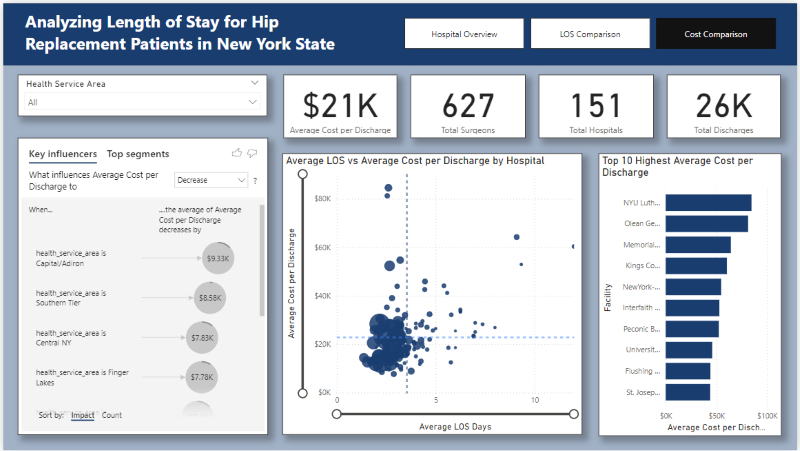 Analyzing Length of Stay for Hip
Replacement Patients in New York State
Hospital Overview
LOS Comparison
Cost Comparison
Health Service Area
All
$21K
Average Cost per Discharge
627
Total Surgeons
151
Total Hospitals
26K
Total Discharges
Key influencers Top segments
What influences Average Cost per
Discharge to
Decrease
?
When...
....the average of Average
Cost per Discharge
decreases by
health_service_area is
Capital/Adiron
$9.33K
health_service_area is
Southern Tier
$8.58K
health_service_area is
Central NY
$7.83K
health_service_area is Finger
Lakes
$7.78K
Sort by: Impact Count
Average LOS vs Average Cost per Discharge by Hospital
Average Cost per Discharge
$80K
$60K
$40K
$20K
$0K
0 5 10
Average LOS Days
Top 10 Highest Average Cost per
Discharge
Facility
NYU Luth...
Olean Ge...
Memorial...
Kings Co...
NewYork-...
Interfaith ...
Peconic B...
Universit...
Flushing ...
St. Josep...
$0K $50K $100K
Average Cost per Disch...